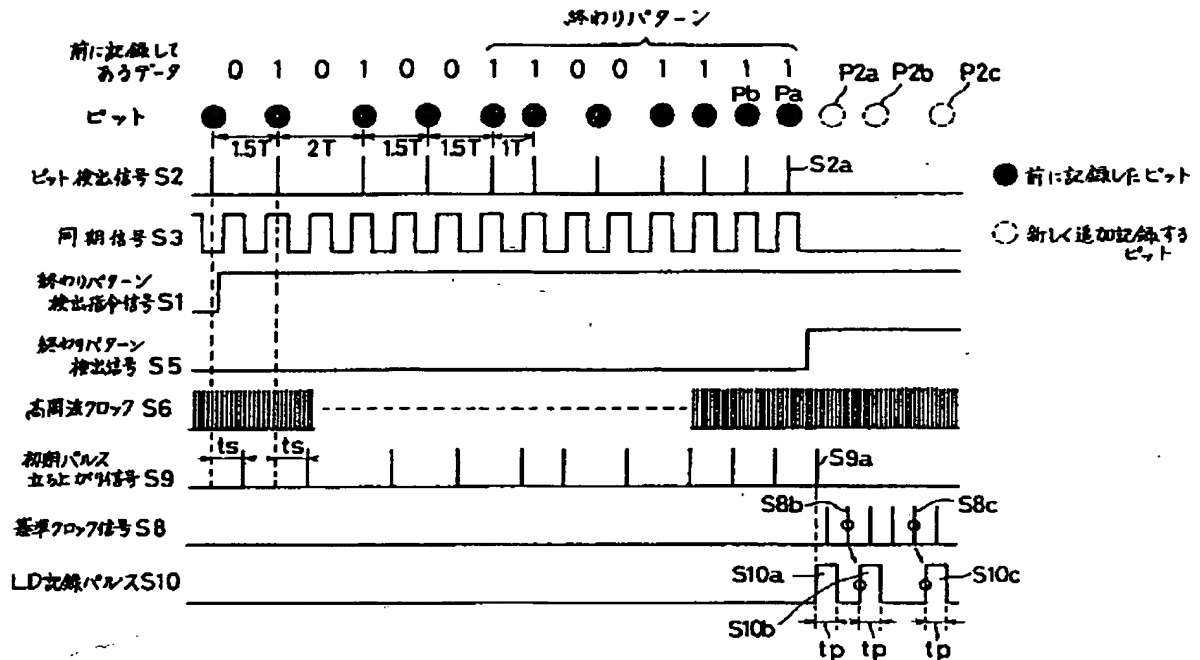 終わりパターン
前に記録して
あるデータ
0 1 0 1 0 0 1 1 0 0 1 1 1 1
Pb Pa P2a P2b P2c
ピット
1.5T 2T 1.5T 1.5T 1T
ピット検出信号 S2
S2a
● 前に記録したピット
同期信号 S3
新しく追加記録する
ピット
終わりパターン
検出指令信号 S1
終わりパターン
検出信号 S5
高周波クロック S6
ts ts
初期パルス
立ち上がり信号 S9
S9a
S8b S8c
基準クロック信号 S8
LD記録パルス S10
S10a S10c
S10b
tp tp tp